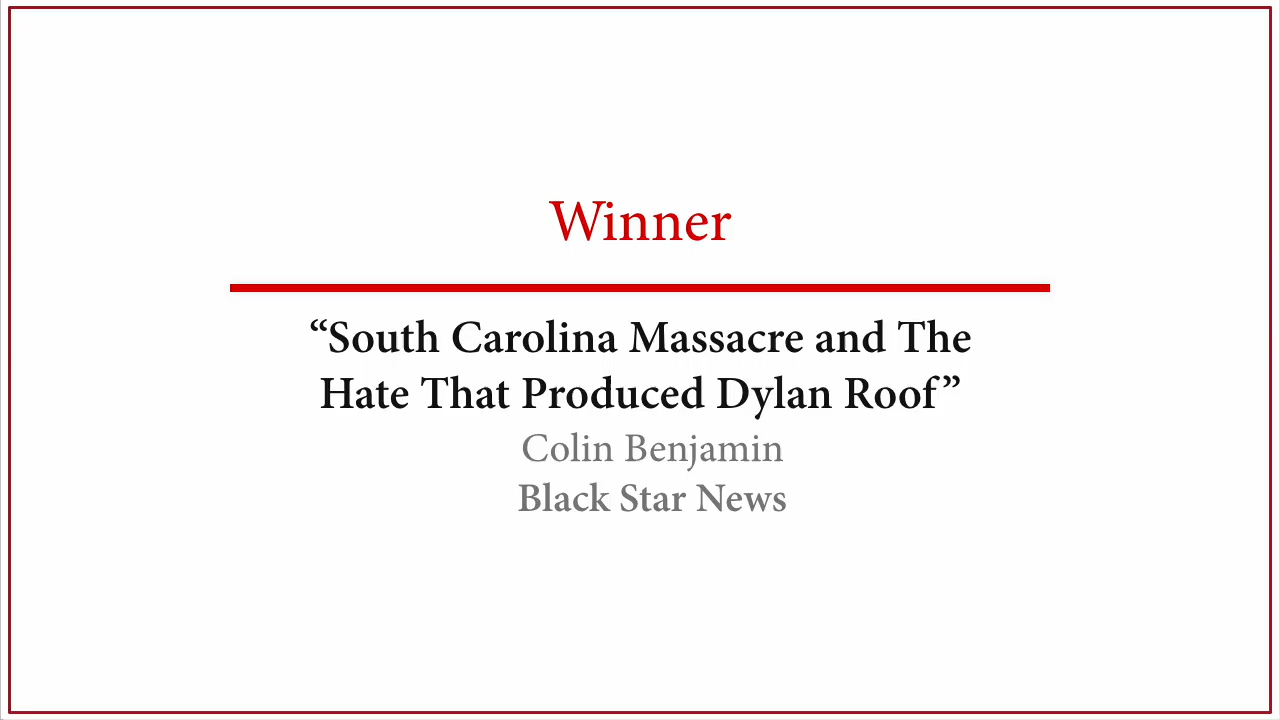 Winner
“South Carolina Massacre and The
Hate That Produced Dylan Roof”
Colin Benjamin
Black Star News